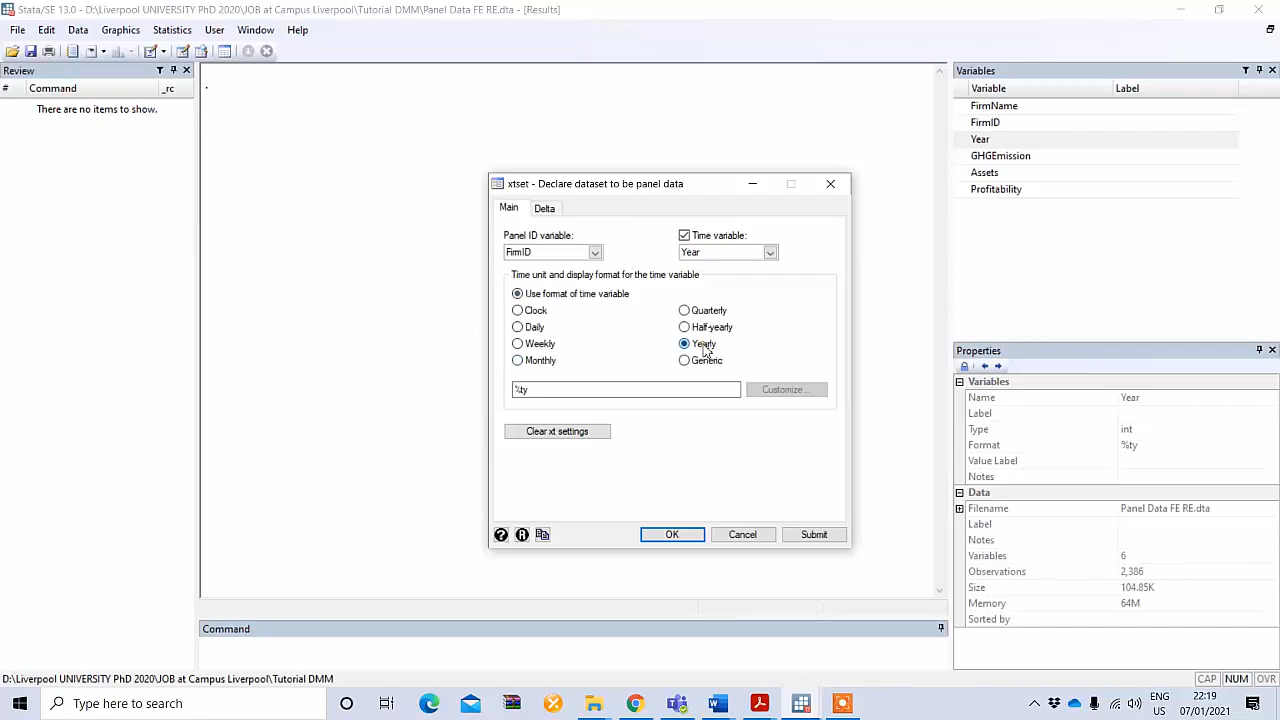 Stata/SE 13.0 - D:\Liverpool UNIVERSITY PhD 2020\JOB at Campus Liverpool\Tutorial DMM\Panel Data FE RE.dta - [Results]
File Edit Data Graphics Statistics User Window Help
Review
# Command _rc
There are no items to show.
.
xtset - Declare dataset to be panel data
Main Delta
Panel ID variable:
FirmID
Time variable:
Year
Time unit and display format for the time variable
Use format of time variable
Clock
Daily
Weekly
Monthly
Quarterly
Half-yearly
Yearly
Generic
%ty
Customize...
Clear xt settings
OK Cancel Submit
Variables
Variable Label
FirmName
FirmID
Year
GHGEmission
Assets
Profitability
Properties
Variables
Name Year
Label
Type int
Format %ty
Value Label
Notes
Data
Filename Panel Data FE RE.dta
Label
Notes
Variables 6
Observations 2,386
Size 104.85K
Memory 64M
Sorted by
Command
D:\Liverpool UNIVERSITY PhD 2020\JOB at Campus Liverpool\Tutorial DMM
CAP NUM OVR
Type here to search
ENG
US
22:19
07/01/2021